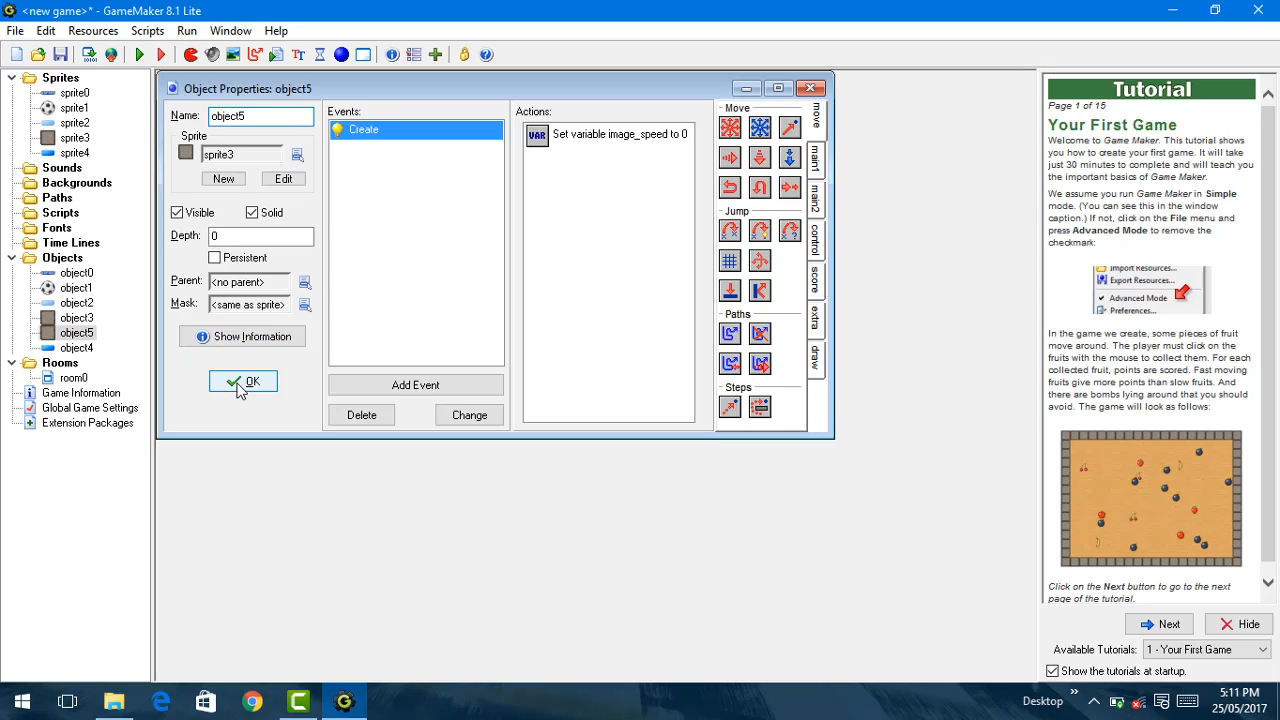 <new game>* - GameMaker 8.1 Lite
File Edit Resources Scripts Run Window Help
Sprites
sprite0
sprite1
sprite2
sprite3
sprite4
Sounds
Backgrounds
Paths
Scripts
Fonts
Time Lines
Objects
object0
object1
object2
object3
object5
object4
Rooms
room0
Game Information
Global Game Settings
Extension Packages
Object Properties: object5
Name: object5
Sprite
sprite3
New Edit
Visible Solid
Depth: 0
Persistent
Parent: <no parent>
Mask: <same as sprite>
Show Information
OK
Events:
Create
Add Event
Delete Change
Actions:
VAR Set variable image_speed to 0
Move
Jump
Paths
Steps
move
main1
main2
control
score
extra
draw
Tutorial
Page 1 of 15
Your First Game
Welcome to Game Maker. This tutorial shows
you how to create your first game. It will take
just 30 minutes to complete and will teach you
the important basics of Game Maker.
We assume you run Game Maker in Simple
mode. (You can see this in the window
caption.) If not, click on the File menu and
press Advanced Mode to remove the
checkmark:
Import Resources...
Export Resources...
Advanced Mode
Preferences...
In the game we create, some pieces of fruit
move around. The player must click on the
fruits with the mouse to collect them. For each
collected fruit, points are scored. Fast moving
fruits give more points than slow fruits. And
there are bombs lying around that you should
avoid. The game will look as follows:
Click on the Next button to go to the next
page of the tutorial.
Next Hide
Available Tutorials: 1 - Your First Game
Show the tutorials at startup.
Desktop
5:11 PM
25/05/2017